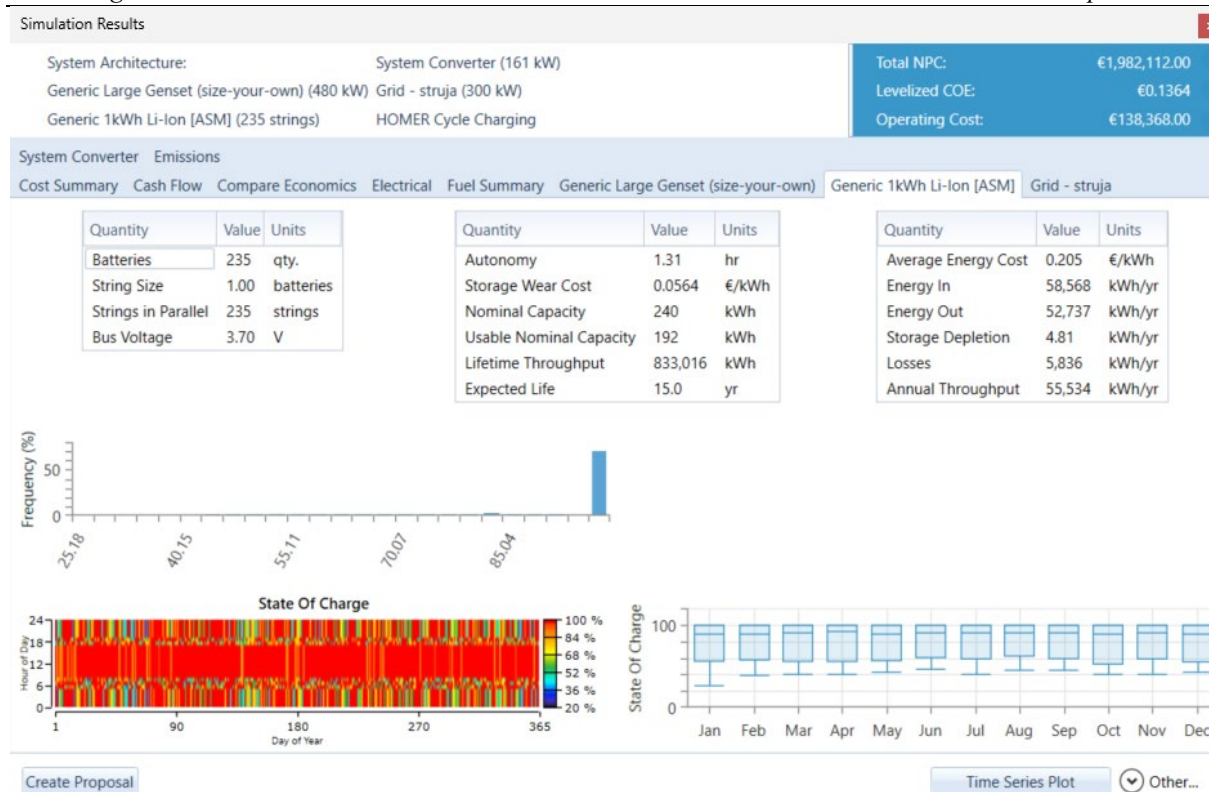 Simulation Results
System Architecture: System Converter (161 kW)
Generic Large Genset (size-your-own) (480 kW) Grid - struja (300 kW)
Generic 1kWh Li-Ion [ASM] (235 strings) HOMER Cycle Charging
Total NPC: €1,982,112.00
Levelized COE: €0.1364
Operating Cost: €138,368.00
System Converter Emissions
Cost Summary Cash Flow Compare Economics Electrical Fuel Summary Generic Large Genset (size-your-own) Generic 1kWh Li-Ion [ASM] Grid - struja
Quantity Value Units
Batteries 235 qty.
String Size 1.00 batteries
Strings in Parallel 235 strings
Bus Voltage 3.70 V
Quantity Value Units
Autonomy 1.31 hr
Storage Wear Cost 0.0564 €/kWh
Nominal Capacity 240 kWh
Usable Nominal Capacity 192 kWh
Lifetime Throughput 833,016 kWh
Expected Life 15.0 yr
Quantity Value Units
Average Energy Cost 0.205 €/kWh
Energy In 58,568 kWh/yr
Energy Out 52,737 kWh/yr
Storage Depletion 4.81 kWh/yr
Losses 5,836 kWh/yr
Annual Throughput 55,534 kWh/yr
Frequency (%)
50
0
25.18 40.15 55.11 70.07 85.04
State Of Charge
Hour of Day
24
18
12
6
0
1 90 180 270 365
Day of Year
100 %
84 %
68 %
52 %
36 %
20 %
State Of Charge
100
0
Jan Feb Mar Apr May Jun Jul Aug Sep Oct Nov Dec
Create Proposal Time Series Plot Other...